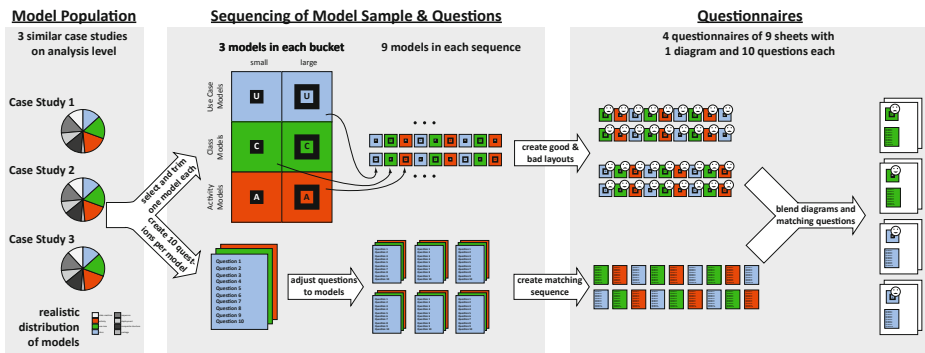 Model Population
3 similar case studies
on analysis level
Case Study 1
Case Study 2
Case Study 3
realistic
distribution
of models
select and trim
one model each
create 10 quest-
ions per model
Sequencing of Model Sample & Questions
3 models in each bucket
small
large
Use Case
Models
Class
Models
Activity
Models
U
U
C
C
A
A
9 models in each sequence
• • •
• • •
Question 1
Question 2
Question 3
Question 4
Question 5
Question 6
Question 7
Question 8
Question 9
Question 10
adjust questions
to models
create good &
bad layouts
create matching
sequence
Questionnaires
4 questionnaires of 9 sheets with
1 diagram and 10 questions each
blend diagrams and
matching questions